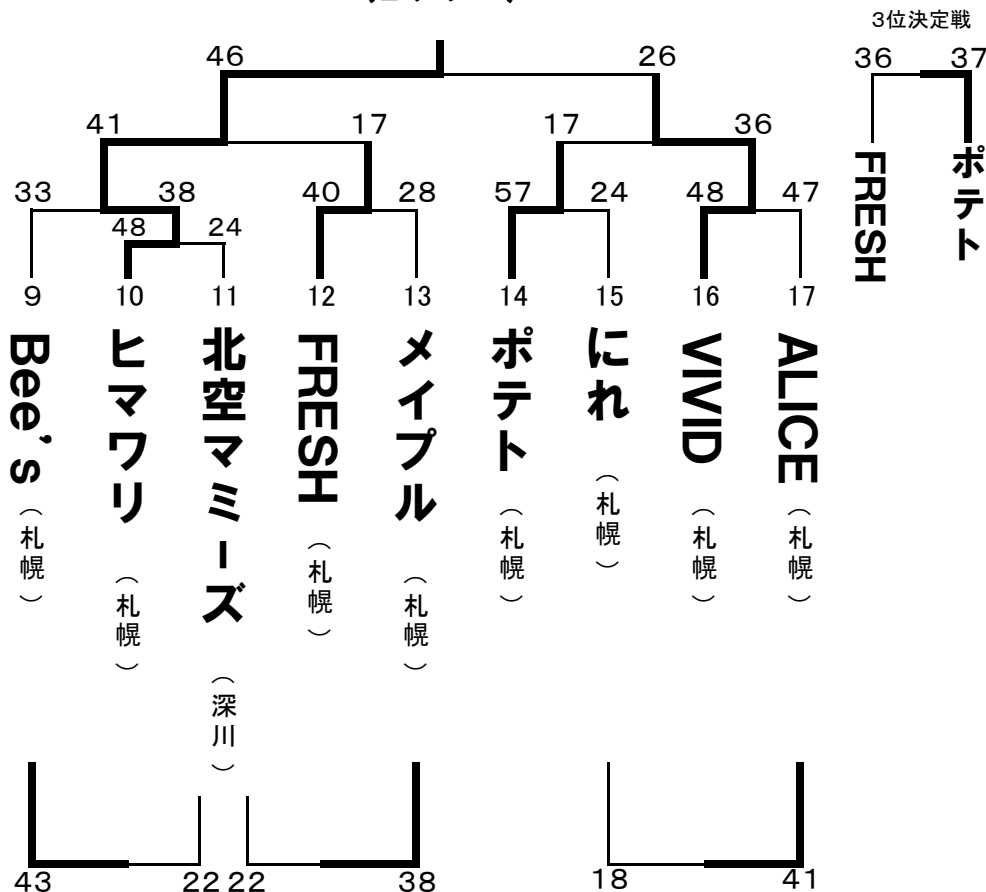 3位決定戦
46
26
36
37
41
17
17
36
FRESH
ポテト
33
38
40
28
57
24
48
47
48
24
9
10
11
12
13
14
15
16
17
Bee's
（札幌）
ヒマワリ
（札幌）
北空マミーズ
（深川）
FRESH
（札幌）
メイプル
（札幌）
ポテト
（札幌）
にれ
（札幌）
VIVID
（札幌）
ALICE
（札幌）
43
22
22
38
18
41